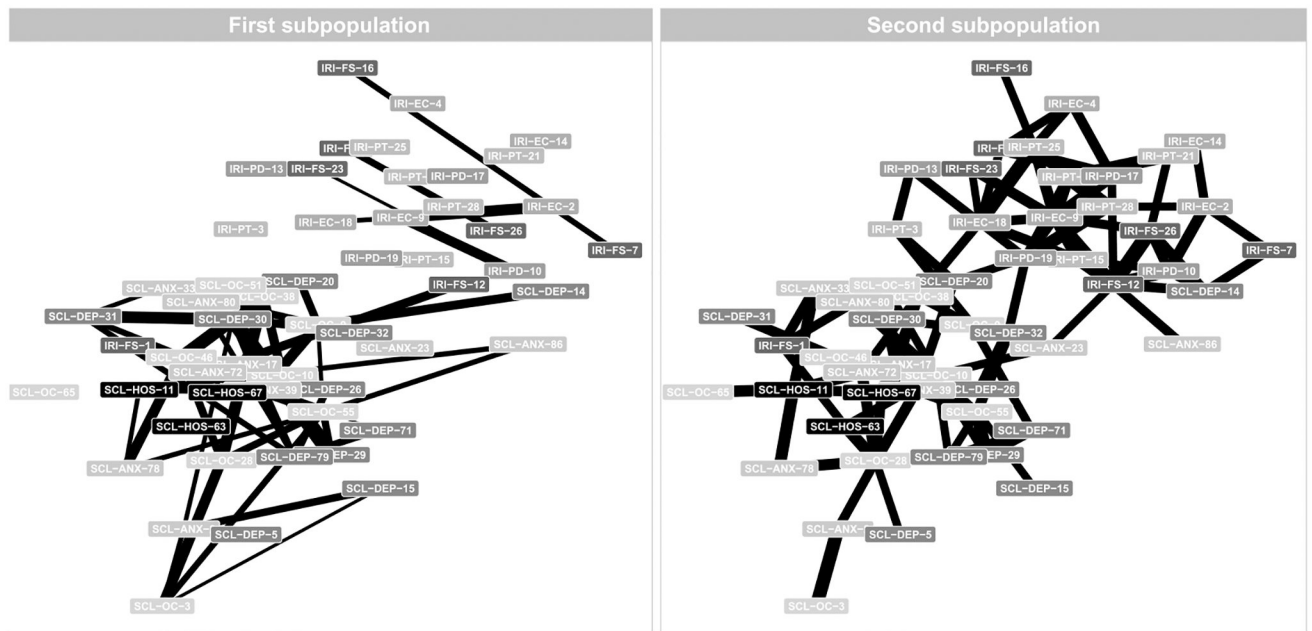 First subpopulation
IRI-FS-16
IRI-EC-4
IRI-EC-14
IRI-PT-25
IRI-PT-21
IRI-PD-13
IRI-FS-23
IRI-PD-17
IRI-PT-28
IRI-EC-2
IRI-EC-18
IRI-EC-9
IRI-PT-3
IRI-FS-26
IRI-FS-7
IRI-PD-19
IRI-PT-15
IRI-PD-10
SCL-DEP-20
SCL-OC-51
SCL-ANX-33
IRI-FS-12
SCL-DEP-14
SCL-ANX-80
SCL-OC-38
SCL-DEP-31
SCL-DEP-30
SCL-DEP-32
IRI-FS-1
SCL-ANX-23
SCL-ANX-86
SCL-OC-46
SCL-ANX-17
SCL-ANX-72
SCL-OC-10
SCL-OC-65
SCL-HOS-11
SCL-HOS-67
SCL-DEP-26
SCL-OC-55
SCL-HOS-63
SCL-DEP-71
SCL-ANX-78
SCL-OC-28
SCL-DEP-79
DEP-29
SCL-DEP-15
SCL-ANX-
SCL-DEP-5
SCL-OC-3
Second subpopulation
IRI-FS-16
IRI-EC-4
IRI-EC-14
IRI-PT-25
IRI-PT-21
IRI-PD-13
IRI-FS-23
IRI-PD-17
IRI-PT-28
IRI-EC-2
IRI-EC-18
IRI-EC-9
IRI-PT-3
IRI-FS-26
IRI-FS-7
IRI-PD-19
IRI-PT-15
IRI-PD-10
SCL-DEP-20
SCL-OC-51
SCL-ANX-33
IRI-FS-12
SCL-DEP-14
SCL-ANX-80
SCL-OC-38
SCL-DEP-31
SCL-DEP-30
SCL-DEP-32
IRI-FS-1
SCL-ANX-23
SCL-ANX-86
SCL-OC-46
ANX-17
SCL-ANX-72
SCL-OC-10
SCL-OC-65
SCL-HOS-11
SCL-HOS-67
SCL-DEP-26
SCL-OC-55
SCL-HOS-63
SCL-DEP-71
SCL-ANX-78
SCL-OC-28
SCL-DEP-79
DEP-29
SCL-DEP-15
SCL-ANX-
SCL-DEP-5
SCL-OC-3